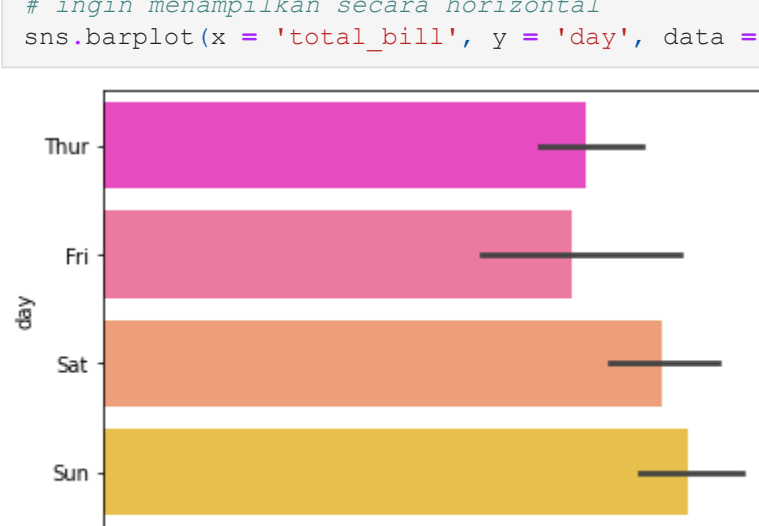 # ingin menampilkan secara horizontal
sns.barplot(x = 'total_bill', y = 'day', data =
Thur
Fri
day
Sat
Sun